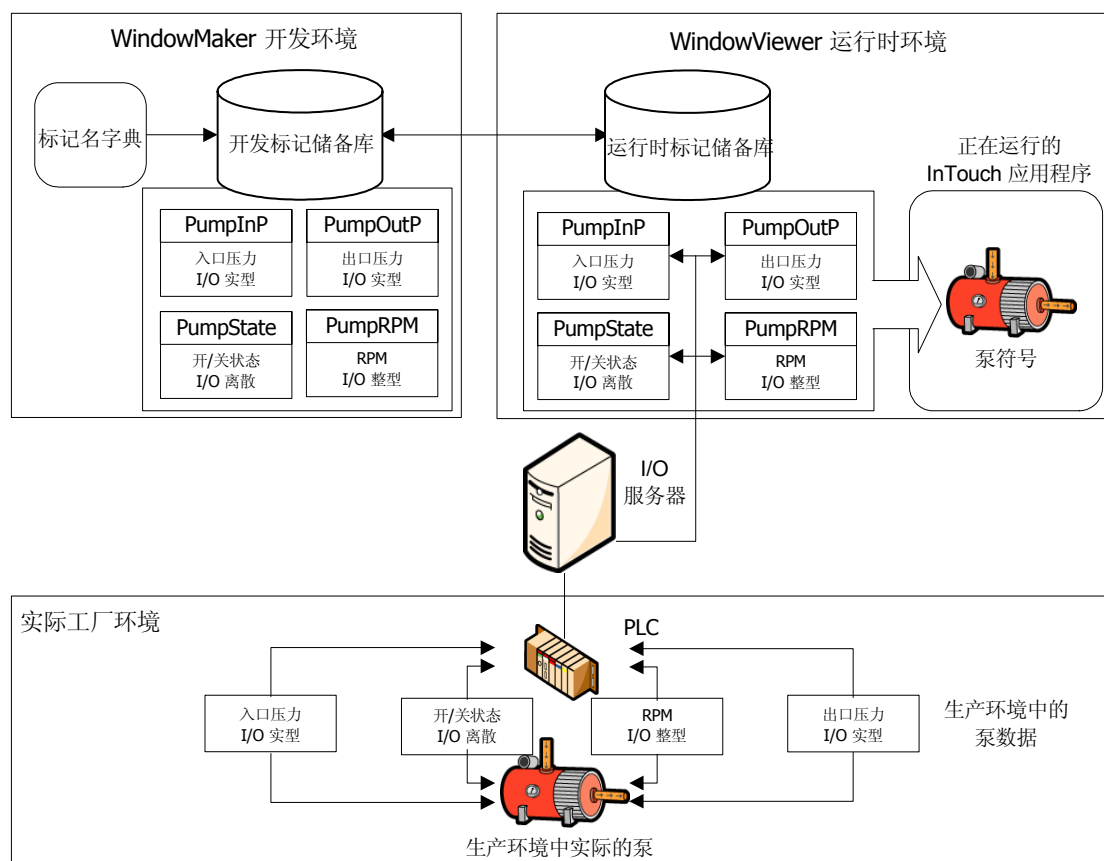 WindowMaker 开发环境
标记名字典
开发标记储备库
PumpInP
入口压力
I/O 实型
PumpOutP
出口压力
I/O 实型
PumpState
开/关状态
I/O 离散
PumpRPM
RPM
I/O 整型
WindowViewer 运行时环境
运行时标记储备库
PumpInP
入口压力
I/O 实型
PumpOutP
出口压力
I/O 实型
PumpState
开/关状态
I/O 离散
PumpRPM
RPM
I/O 整型
正在运行的
InTouch 应用程序
泵符号
I/O
服务器
实际工厂环境
PLC
入口压力
I/O 实型
开/关状态
I/O 离散
RPM
I/O 整型
出口压力
I/O 实型
生产环境中的
泵数据
生产环境中实际的泵